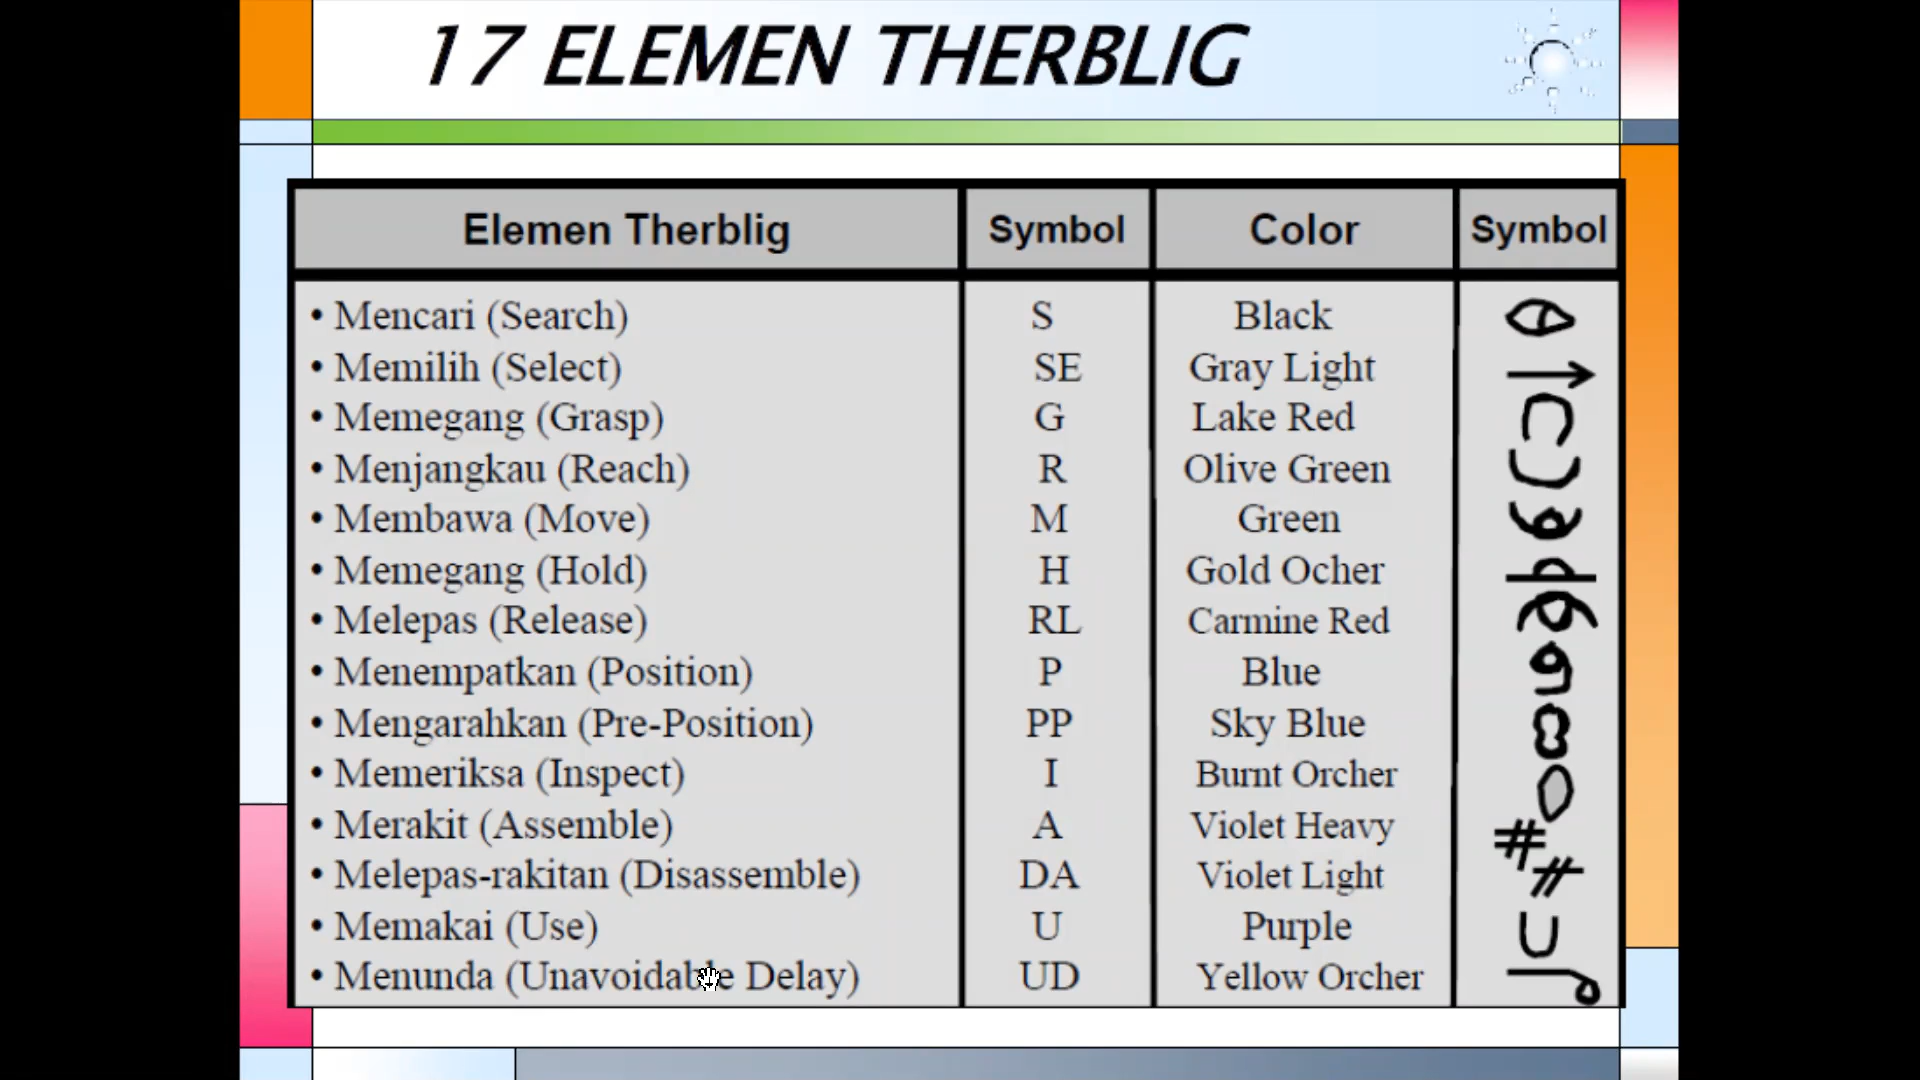 17 ELEMEN THERBLIG
Elemen Therblig Symbol Color Symbol
• Mencari (Search) S Black
• Memilih (Select) SE Gray Light
• Memegang (Grasp) G Lake Red
• Menjangkau (Reach) R Olive Green
• Membawa (Move) M Green
• Memegang (Hold) H Gold Ocher
• Melepas (Release) RL Carmine Red
• Menempatkan (Position) P Blue
• Mengarahkan (Pre-Position) PP Sky Blue
• Memeriksa (Inspect) I Burnt Orcher
• Merakit (Assemble) A Violet Heavy
• Melepas-rakitan (Disassemble) DA Violet Light
• Memakai (Use) U Purple
• Menunda (Unavoidable Delay) UD Yellow Orcher